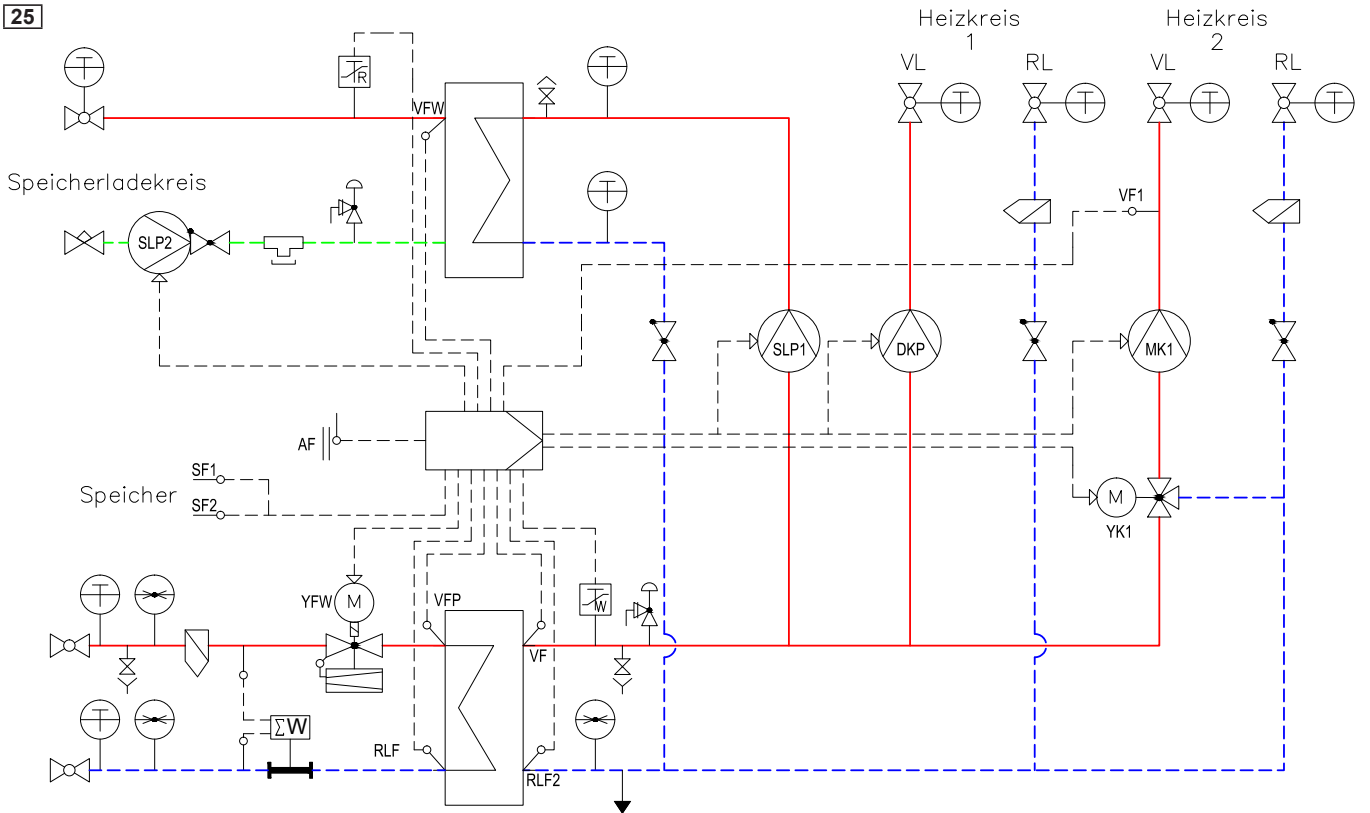 25
Heizkreis
1
Heizkreis
2
VL
RL
VL
RL
T
T
T
T
T
T
T
R
VFW
Speicherladekreis
T
VF1
SLP2
SLP1
DKP
MK1
AF
SF1
Speicher
SF2
M
YK1
T
YFW
M
VFP
W
VF
T
ΣW
RLF
RLF2